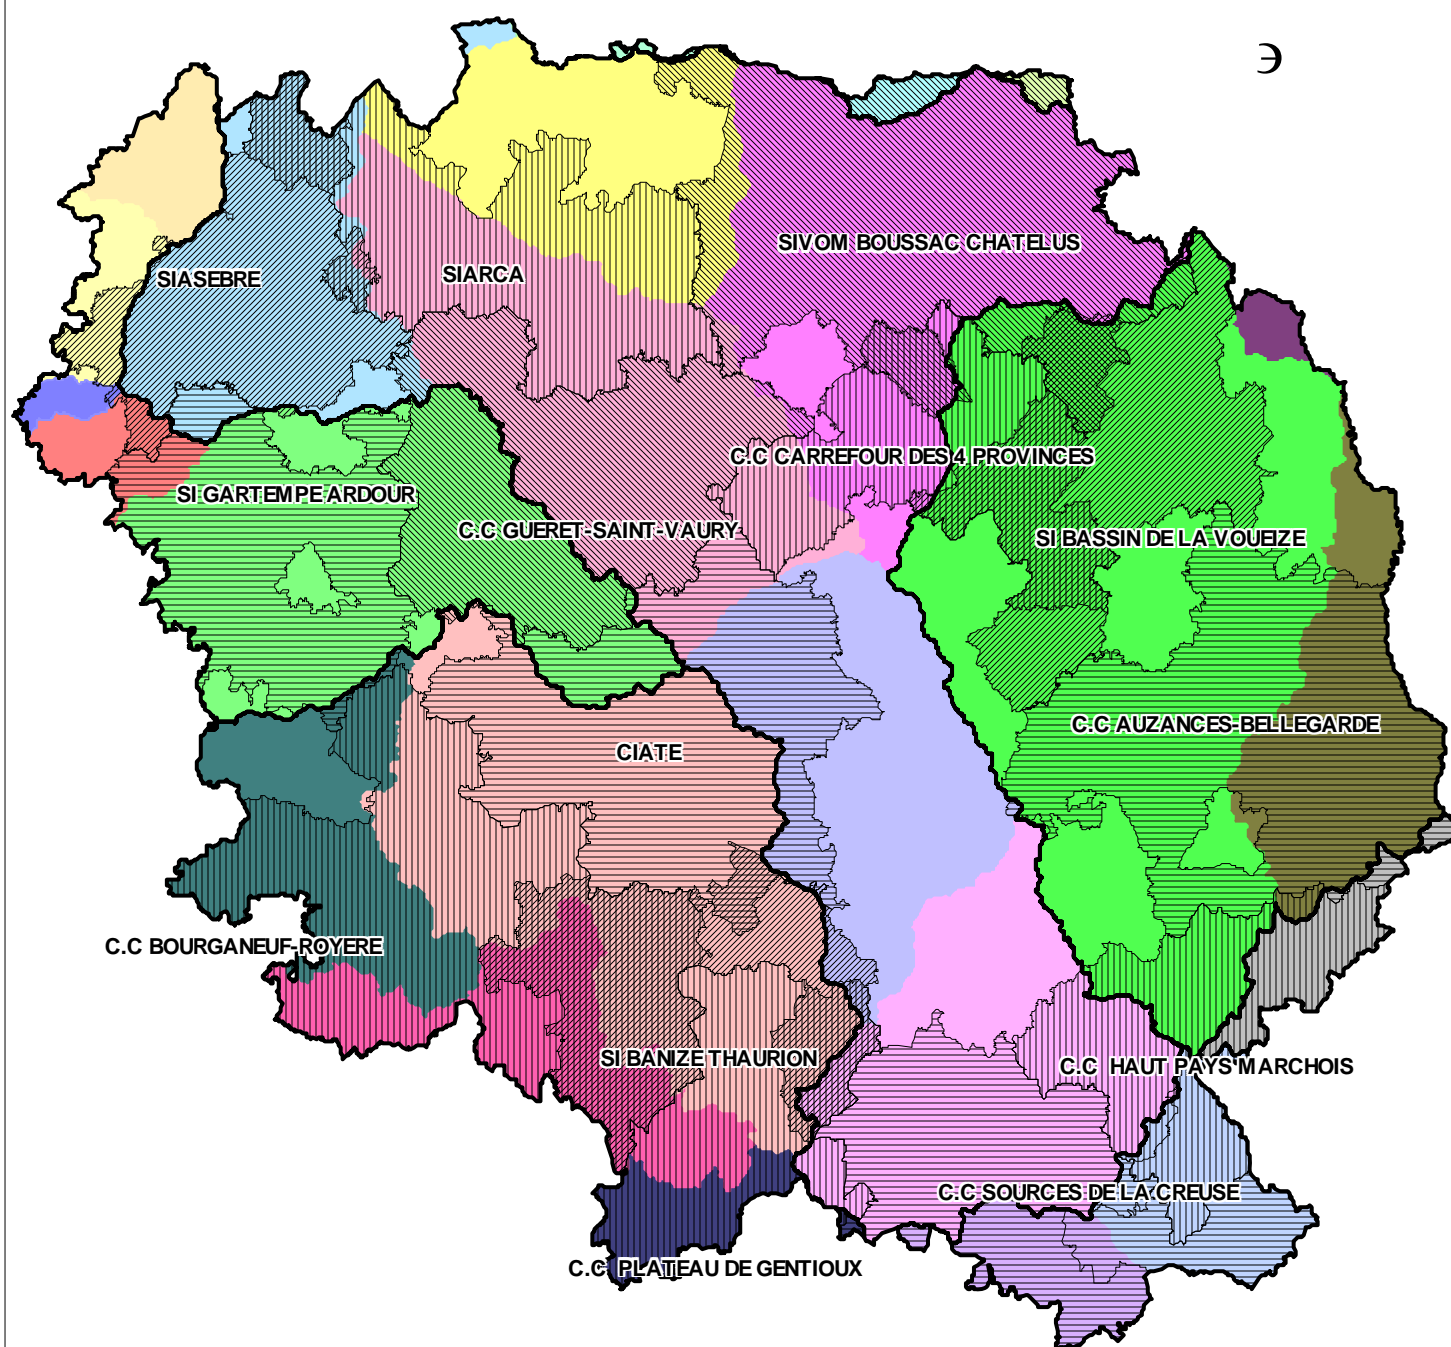 Э
SIVOM BOUSSAC CHATELUS
SIASEBRE
SIARCA
C.C CARREFOUR DES 4 PROVINCES
SI GARTEMPE ARDOUR
C.C GUERET-SAINT-VAURY
SI BASSIN DE LA VOUEIZE
C.C AUZANCES-BELLEGARDE
CIATE
C.C BOURGANEUF-ROYERE
SI BANIZE THAURION
C.C HAUT PAYS MARCHOIS
C.C SOURCES DE LA CREUSE
C.C PLATEAU DE GENTIOUX